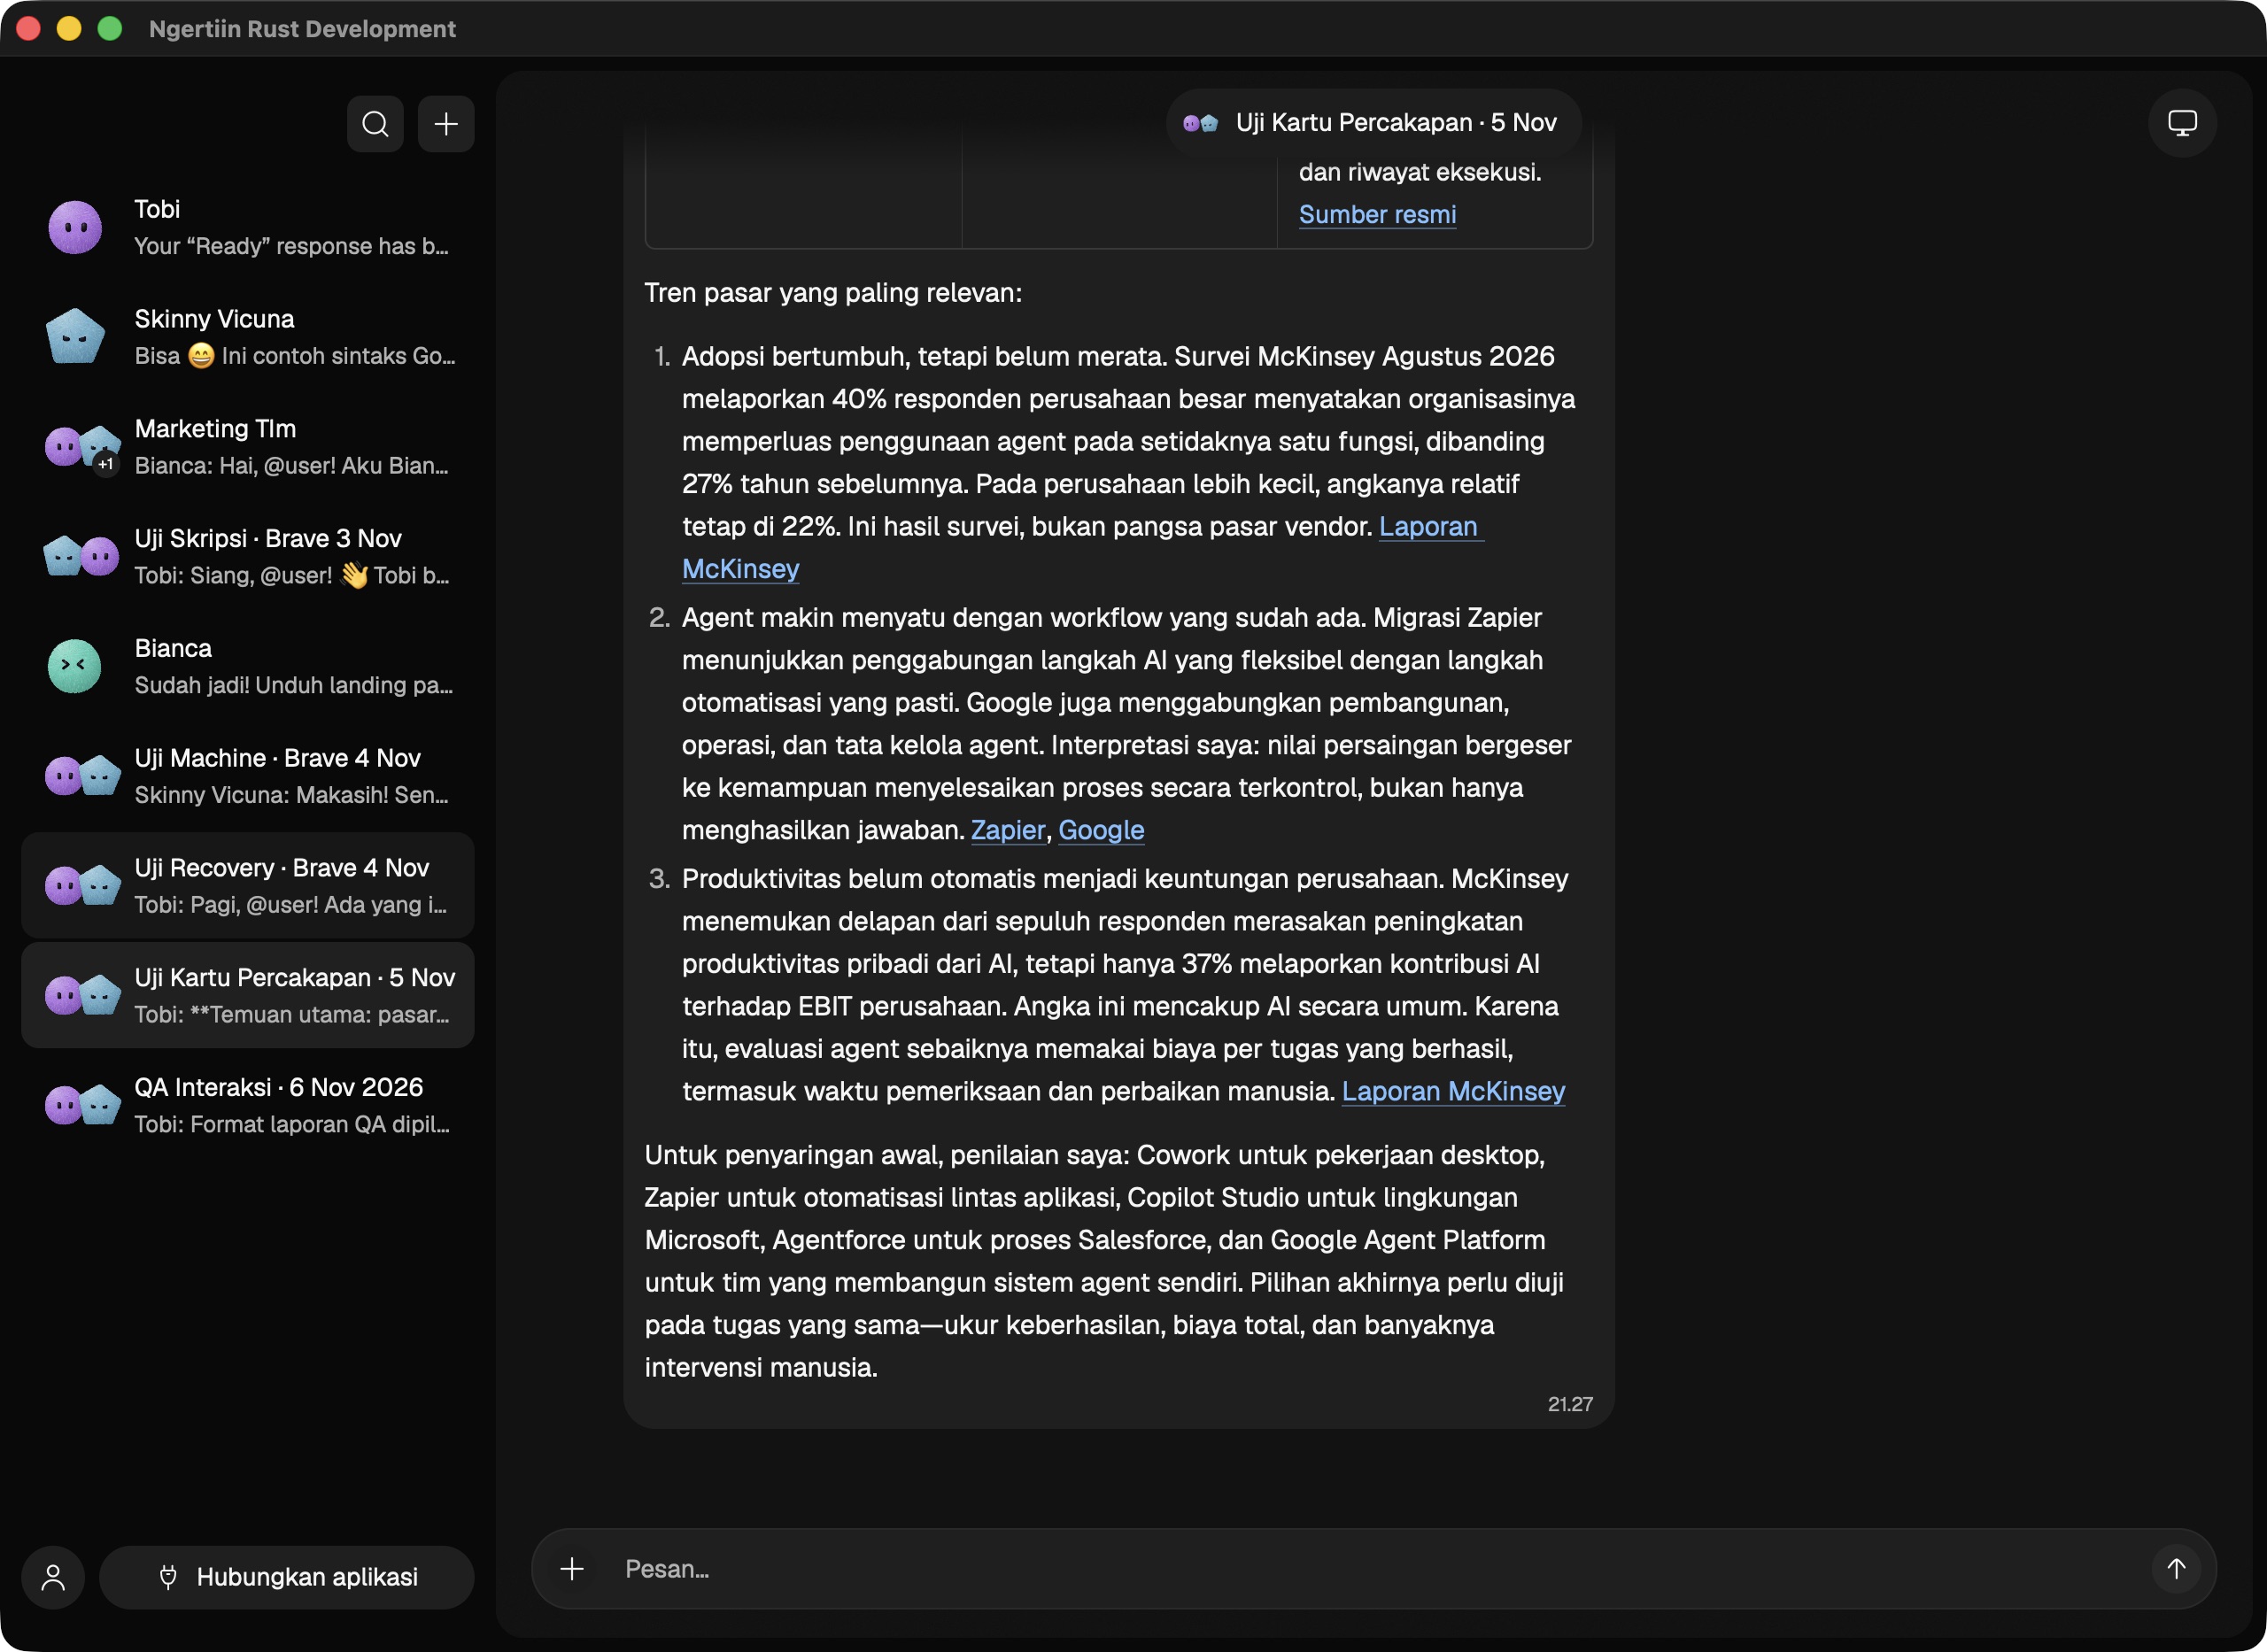 Ngertiin Rust Development
Tobi
Your “Ready” response has b...
Skinny Vicuna
Bisa 😄 Ini contoh sintaks Go...
Marketing TIm
+1
Bianca: Hai, @user! Aku Bian...
Uji Skripsi · Brave 3 Nov
Tobi: Siang, @user! 👋 Tobi b...
Bianca
Sudah jadi! Unduh landing pa...
Uji Machine · Brave 4 Nov
Skinny Vicuna: Makasih! Sen...
Uji Recovery · Brave 4 Nov
Tobi: Pagi, @user! Ada yang i...
Uji Kartu Percakapan · 5 Nov
Tobi: **Temuan utama: pasar...
QA Interaksi · 6 Nov 2026
Tobi: Format laporan QA dipil...
Hubungkan aplikasi
Uji Kartu Percakapan · 5 Nov
dan riwayat eksekusi.
Sumber resmi
Tren pasar yang paling relevan:
1. Adopsi bertumbuh, tetapi belum merata. Survei McKinsey Agustus 2026
melaporkan 40% responden perusahaan besar menyatakan organisasinya
memperluas penggunaan agent pada setidaknya satu fungsi, dibanding
27% tahun sebelumnya. Pada perusahaan lebih kecil, angkanya relatif
tetap di 22%. Ini hasil survei, bukan pangsa pasar vendor. Laporan
McKinsey
2. Agent makin menyatu dengan workflow yang sudah ada. Migrasi Zapier
menunjukkan penggabungan langkah AI yang fleksibel dengan langkah
otomatisasi yang pasti. Google juga menggabungkan pembangunan,
operasi, dan tata kelola agent. Interpretasi saya: nilai persaingan bergeser
ke kemampuan menyelesaikan proses secara terkontrol, bukan hanya
menghasilkan jawaban. Zapier, Google
3. Produktivitas belum otomatis menjadi keuntungan perusahaan. McKinsey
menemukan delapan dari sepuluh responden merasakan peningkatan
produktivitas pribadi dari AI, tetapi hanya 37% melaporkan kontribusi AI
terhadap EBIT perusahaan. Angka ini mencakup AI secara umum. Karena
itu, evaluasi agent sebaiknya memakai biaya per tugas yang berhasil,
termasuk waktu pemeriksaan dan perbaikan manusia. Laporan McKinsey
Untuk penyaringan awal, penilaian saya: Cowork untuk pekerjaan desktop,
Zapier untuk otomatisasi lintas aplikasi, Copilot Studio untuk lingkungan
Microsoft, Agentforce untuk proses Salesforce, dan Google Agent Platform
untuk tim yang membangun sistem agent sendiri. Pilihan akhirnya perlu diuji
pada tugas yang sama—ukur keberhasilan, biaya total, dan banyaknya
intervensi manusia.
21.27
Pesan...